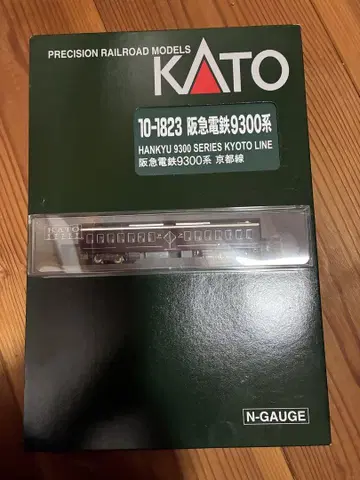 PRECISION RAILROAD MODELS
KATO
10-1823 阪急電鉄9300系
HANKYU 9300 SERIES KYOTO LINE
阪急電鉄9300系 京都線
KATO
N-GAUGE